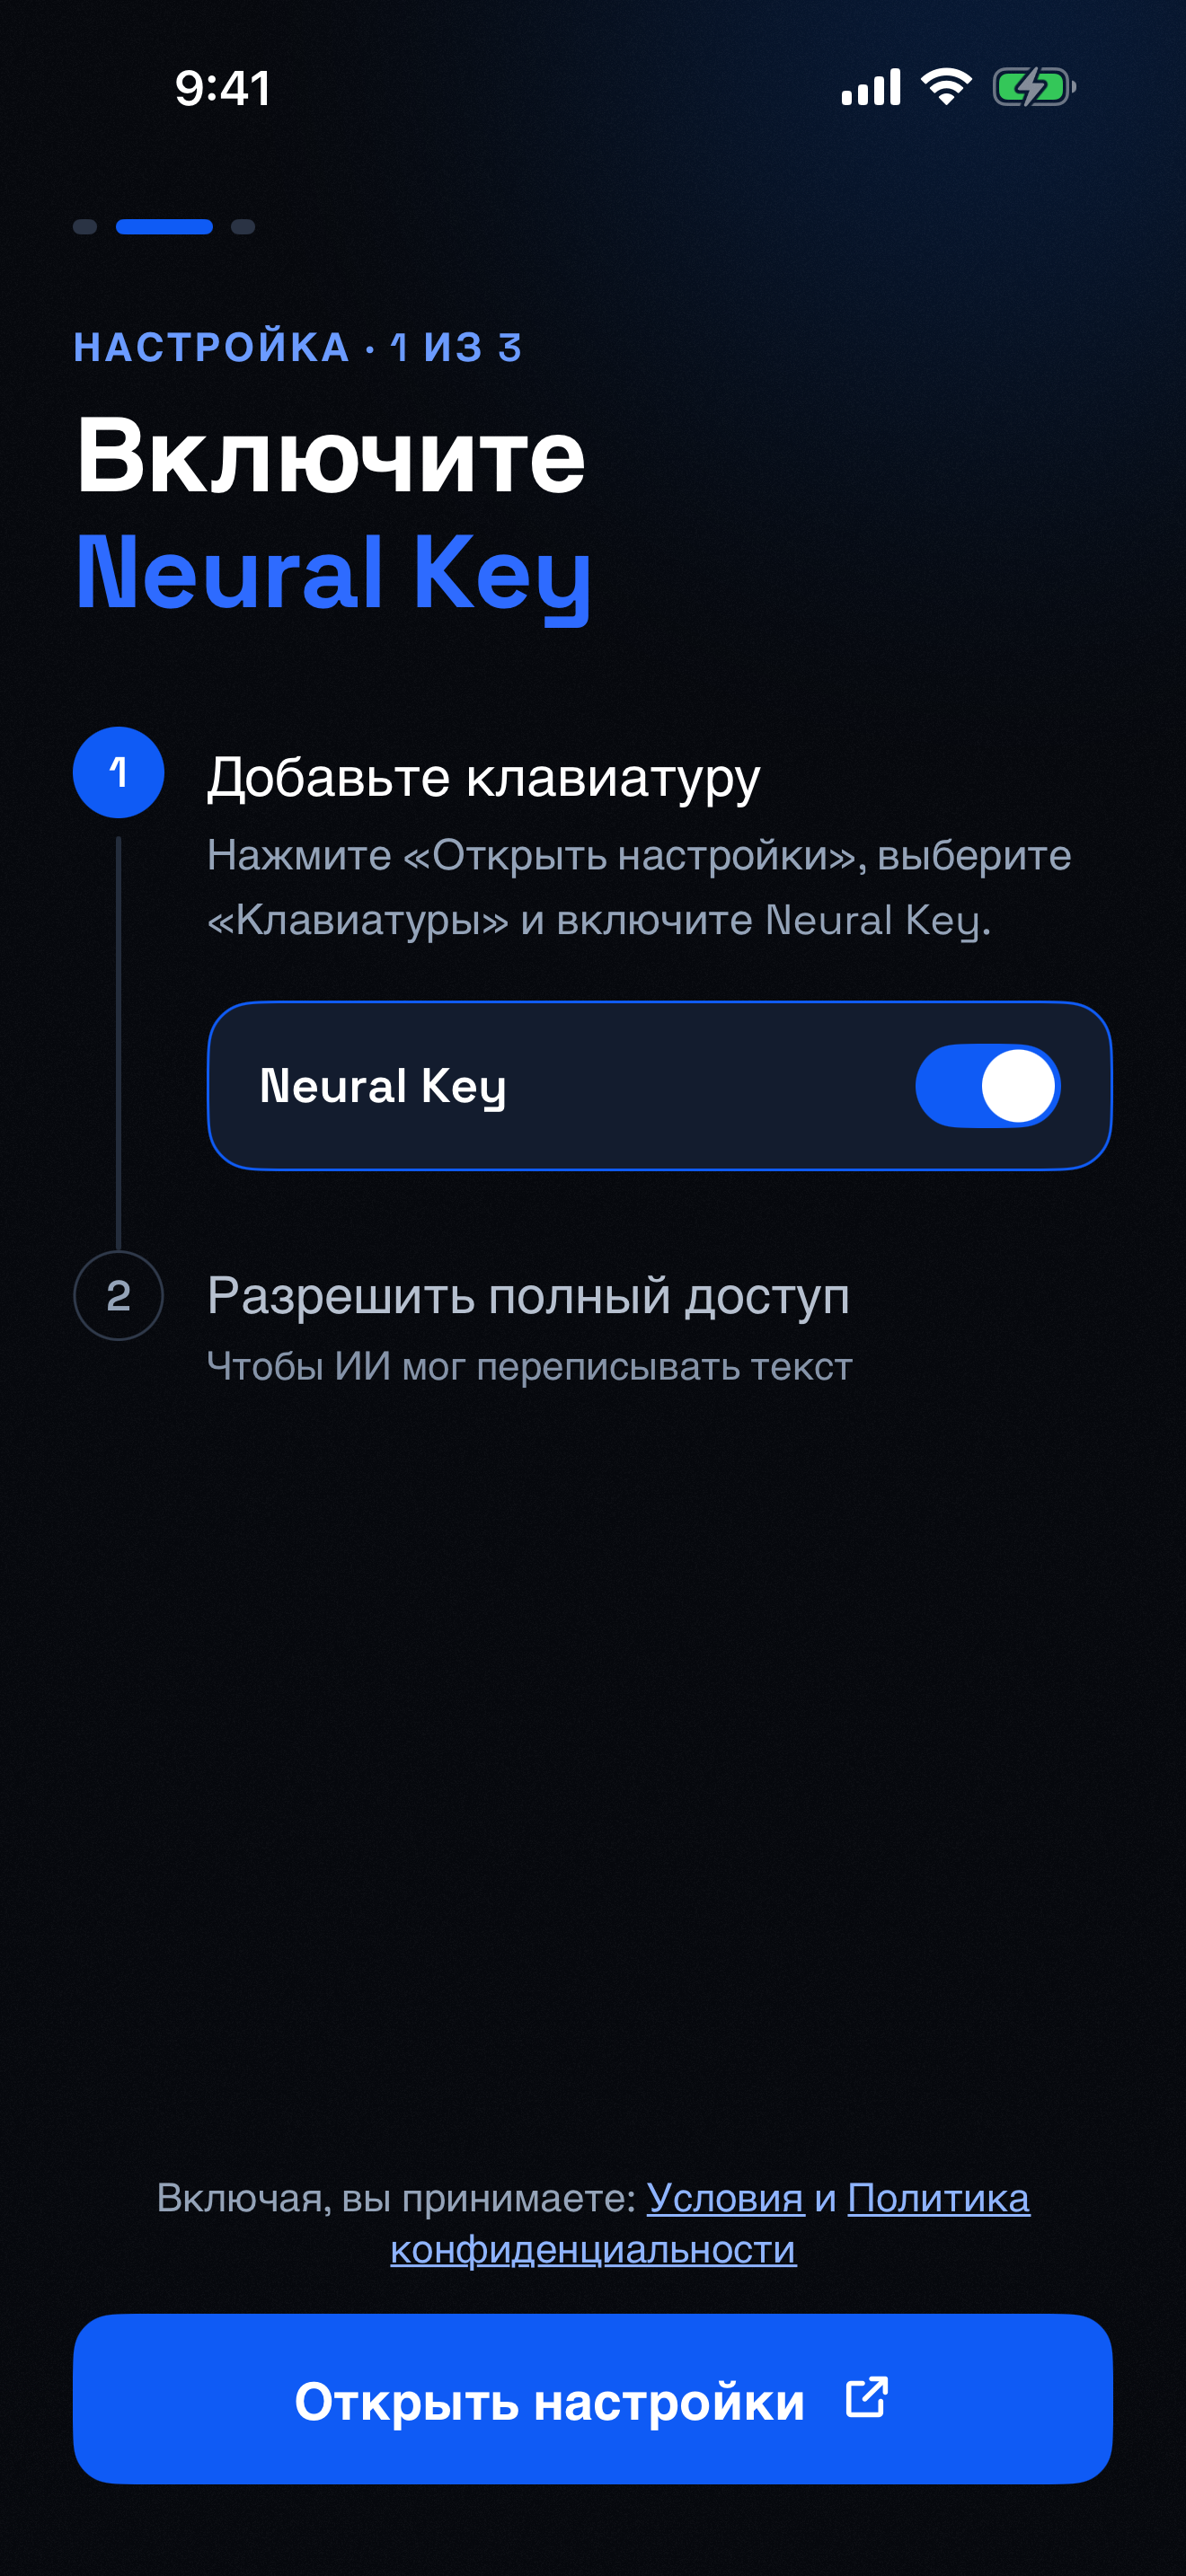 9:41
НАСТРОЙКА · 1 ИЗ 3
Включите
Neural Key
1
Добавьте клавиатуру
Нажмите «Открыть настройки», выберите
«Клавиатуры» и включите Neural Key.
Neural Key
2
Разрешить полный доступ
Чтобы ИИ мог переписывать текст
Включая, вы принимаете: Условия и Политика
конфиденциальности
Открыть настройки